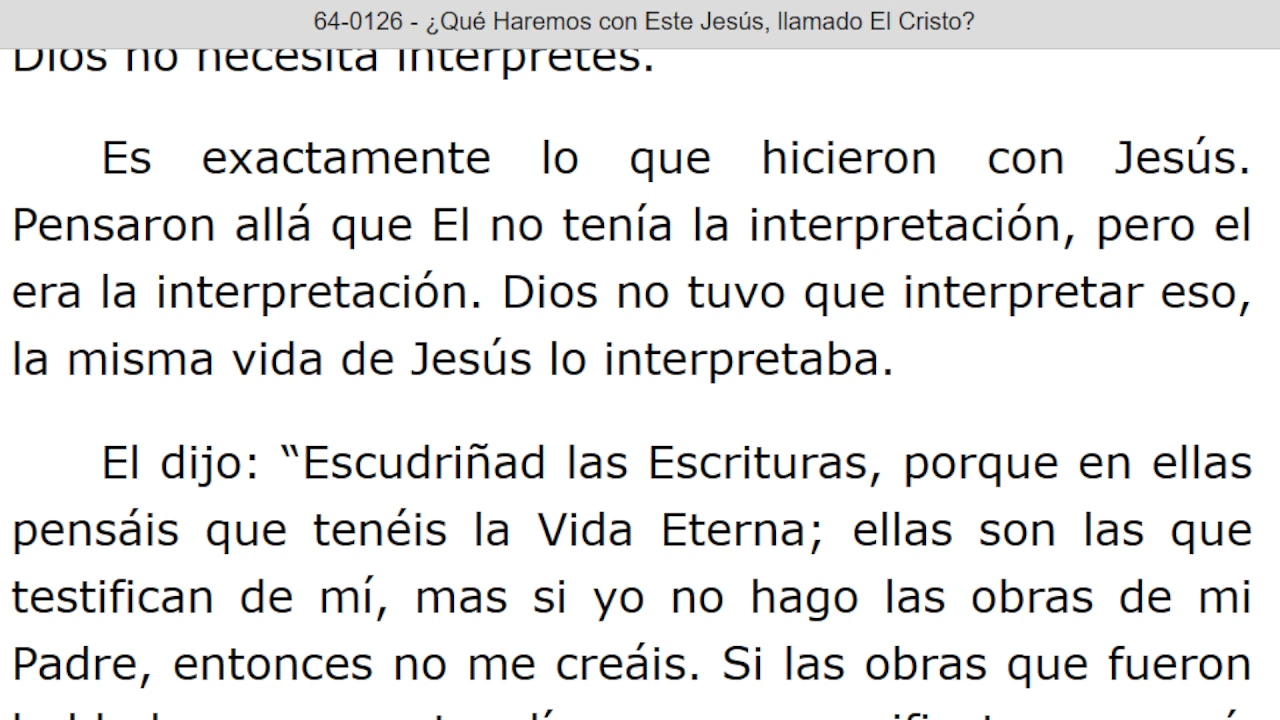 64-0126 - ¿Qué Haremos con Este Jesús, llamado El Cristo?
Dios no necesita intérpretes.
Es exactamente lo que hicieron con Jesús.
Pensaron allá que El no tenía la interpretación, pero el
era la interpretación. Dios no tuvo que interpretar eso,
la misma vida de Jesús lo interpretaba.
El dijo: “Escudriñad las Escrituras, porque en ellas
pensáis que tenéis la Vida Eterna; ellas son las que
testifican de mí, mas si yo no hago las obras de mi
Padre, entonces no me creáis. Si las obras que fueron